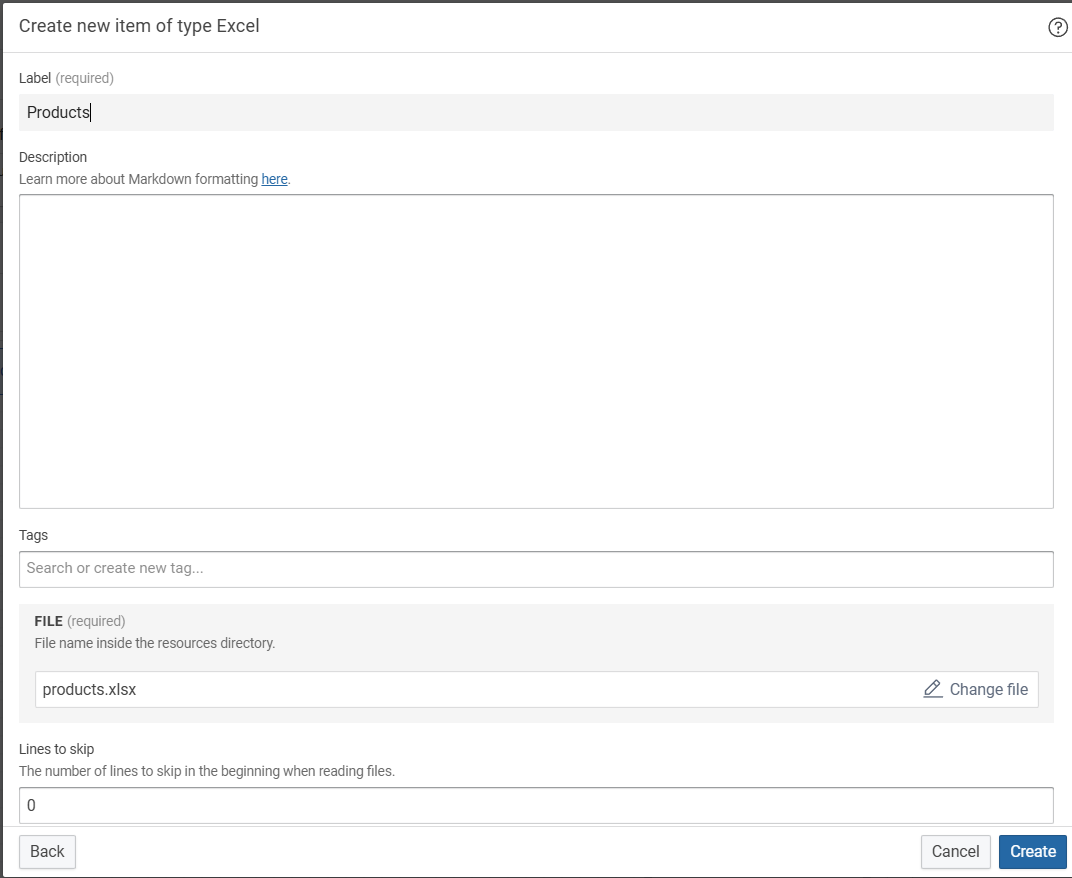 Create new item of type Excel
Label (required)
Products
Description
Learn more about Markdown formatting here.
Tags
Search or create new tag...
FILE (required)
File name inside the resources directory.
products.xlsx
Change file
Lines to skip
The number of lines to skip in the beginning when reading files.
0
Back
Cancel
Create